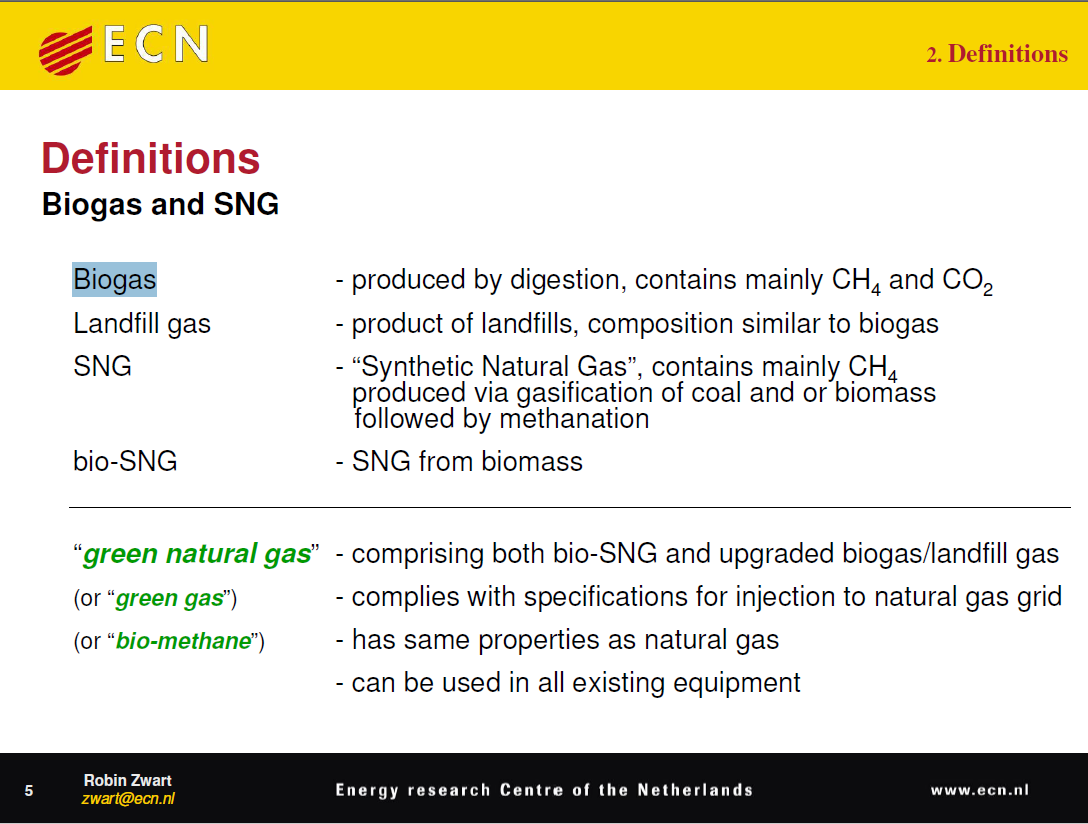 ECN
2. Definitions
Definitions
Biogas and SNG
Biogas - produced by digestion, contains mainly CH4 and CO2
Landfill gas - product of landfills, composition similar to biogas
SNG - “Synthetic Natural Gas”, contains mainly CH4
produced via gasification of coal and or biomass
followed by methanation
bio-SNG - SNG from biomass
“green natural gas” - comprising both bio-SNG and upgraded biogas/landfill gas
(or “green gas”) - complies with specifications for injection to natural gas grid
(or “bio-methane”) - has same properties as natural gas
- can be used in all existing equipment
5
Robin Zwart
zwart@ecn.nl
Energy research Centre of the Netherlands
www.ecn.nl